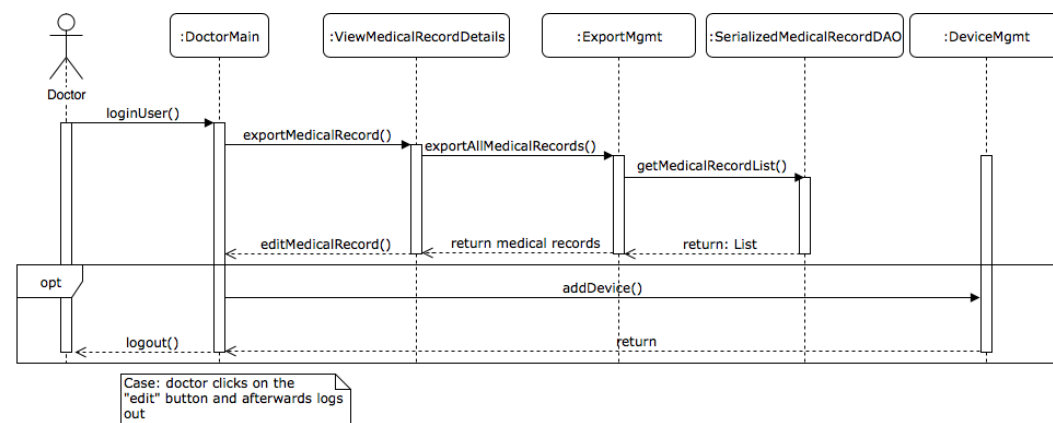 :DoctorMain
:ViewMedicalRecordDetails
:ExportMgmt
:SerializedMedicalRecordDAO
:DeviceMgmt
Doctor
loginUser()
exportMedicalRecord()
exportAllMedicalRecords()
getMedicalRecordList()
editMedicalRecord()
return medical records
return: List
opt
addDevice()
logout()
return
Case: doctor clicks on the
"edit" button and afterwards logs
out